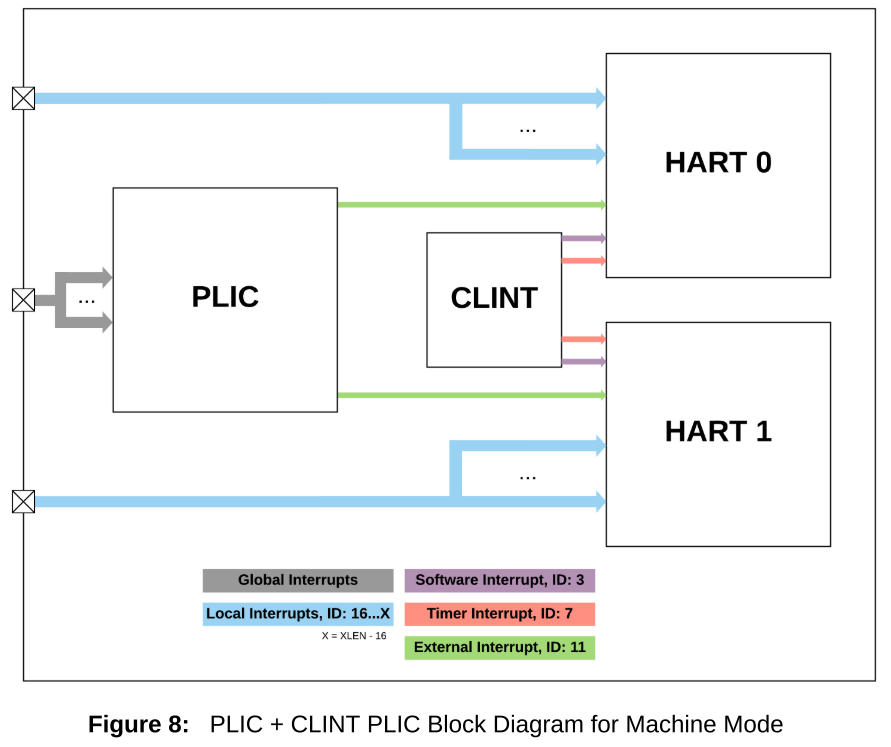 ...
HART 0
PLIC
...
CLINT
HART 1
...
Global Interrupts
Software Interrupt, ID: 3
Local Interrupts, ID: 16...X
Timer Interrupt, ID: 7
X = XLEN - 16
External Interrupt, ID: 11
Figure 8: PLIC + CLINT PLIC Block Diagram for Machine Mode